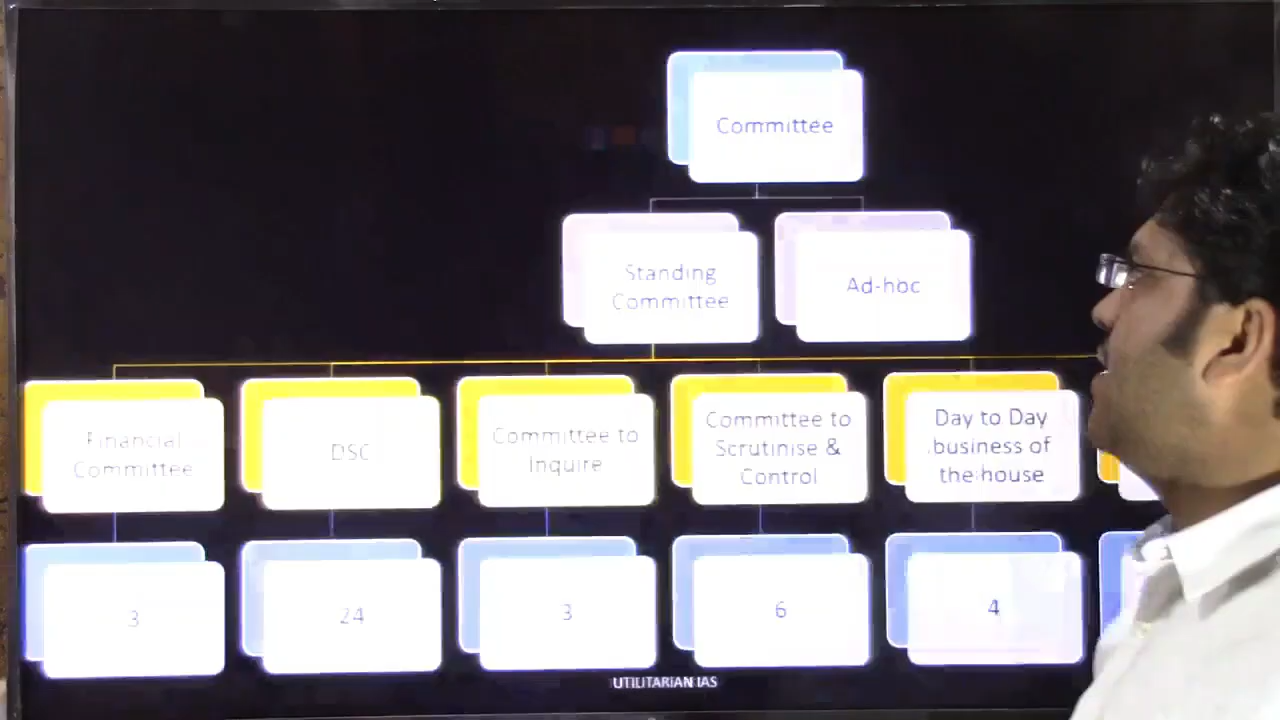 Committee
Standing
Committee
Ad-hoc
Financial
Committee
DSC
Committee to
Inquire
Committee to
Scrutinise &
Control
Day to Day
business of
the house
3
24
3
6
4
UTILITARIAN IAS